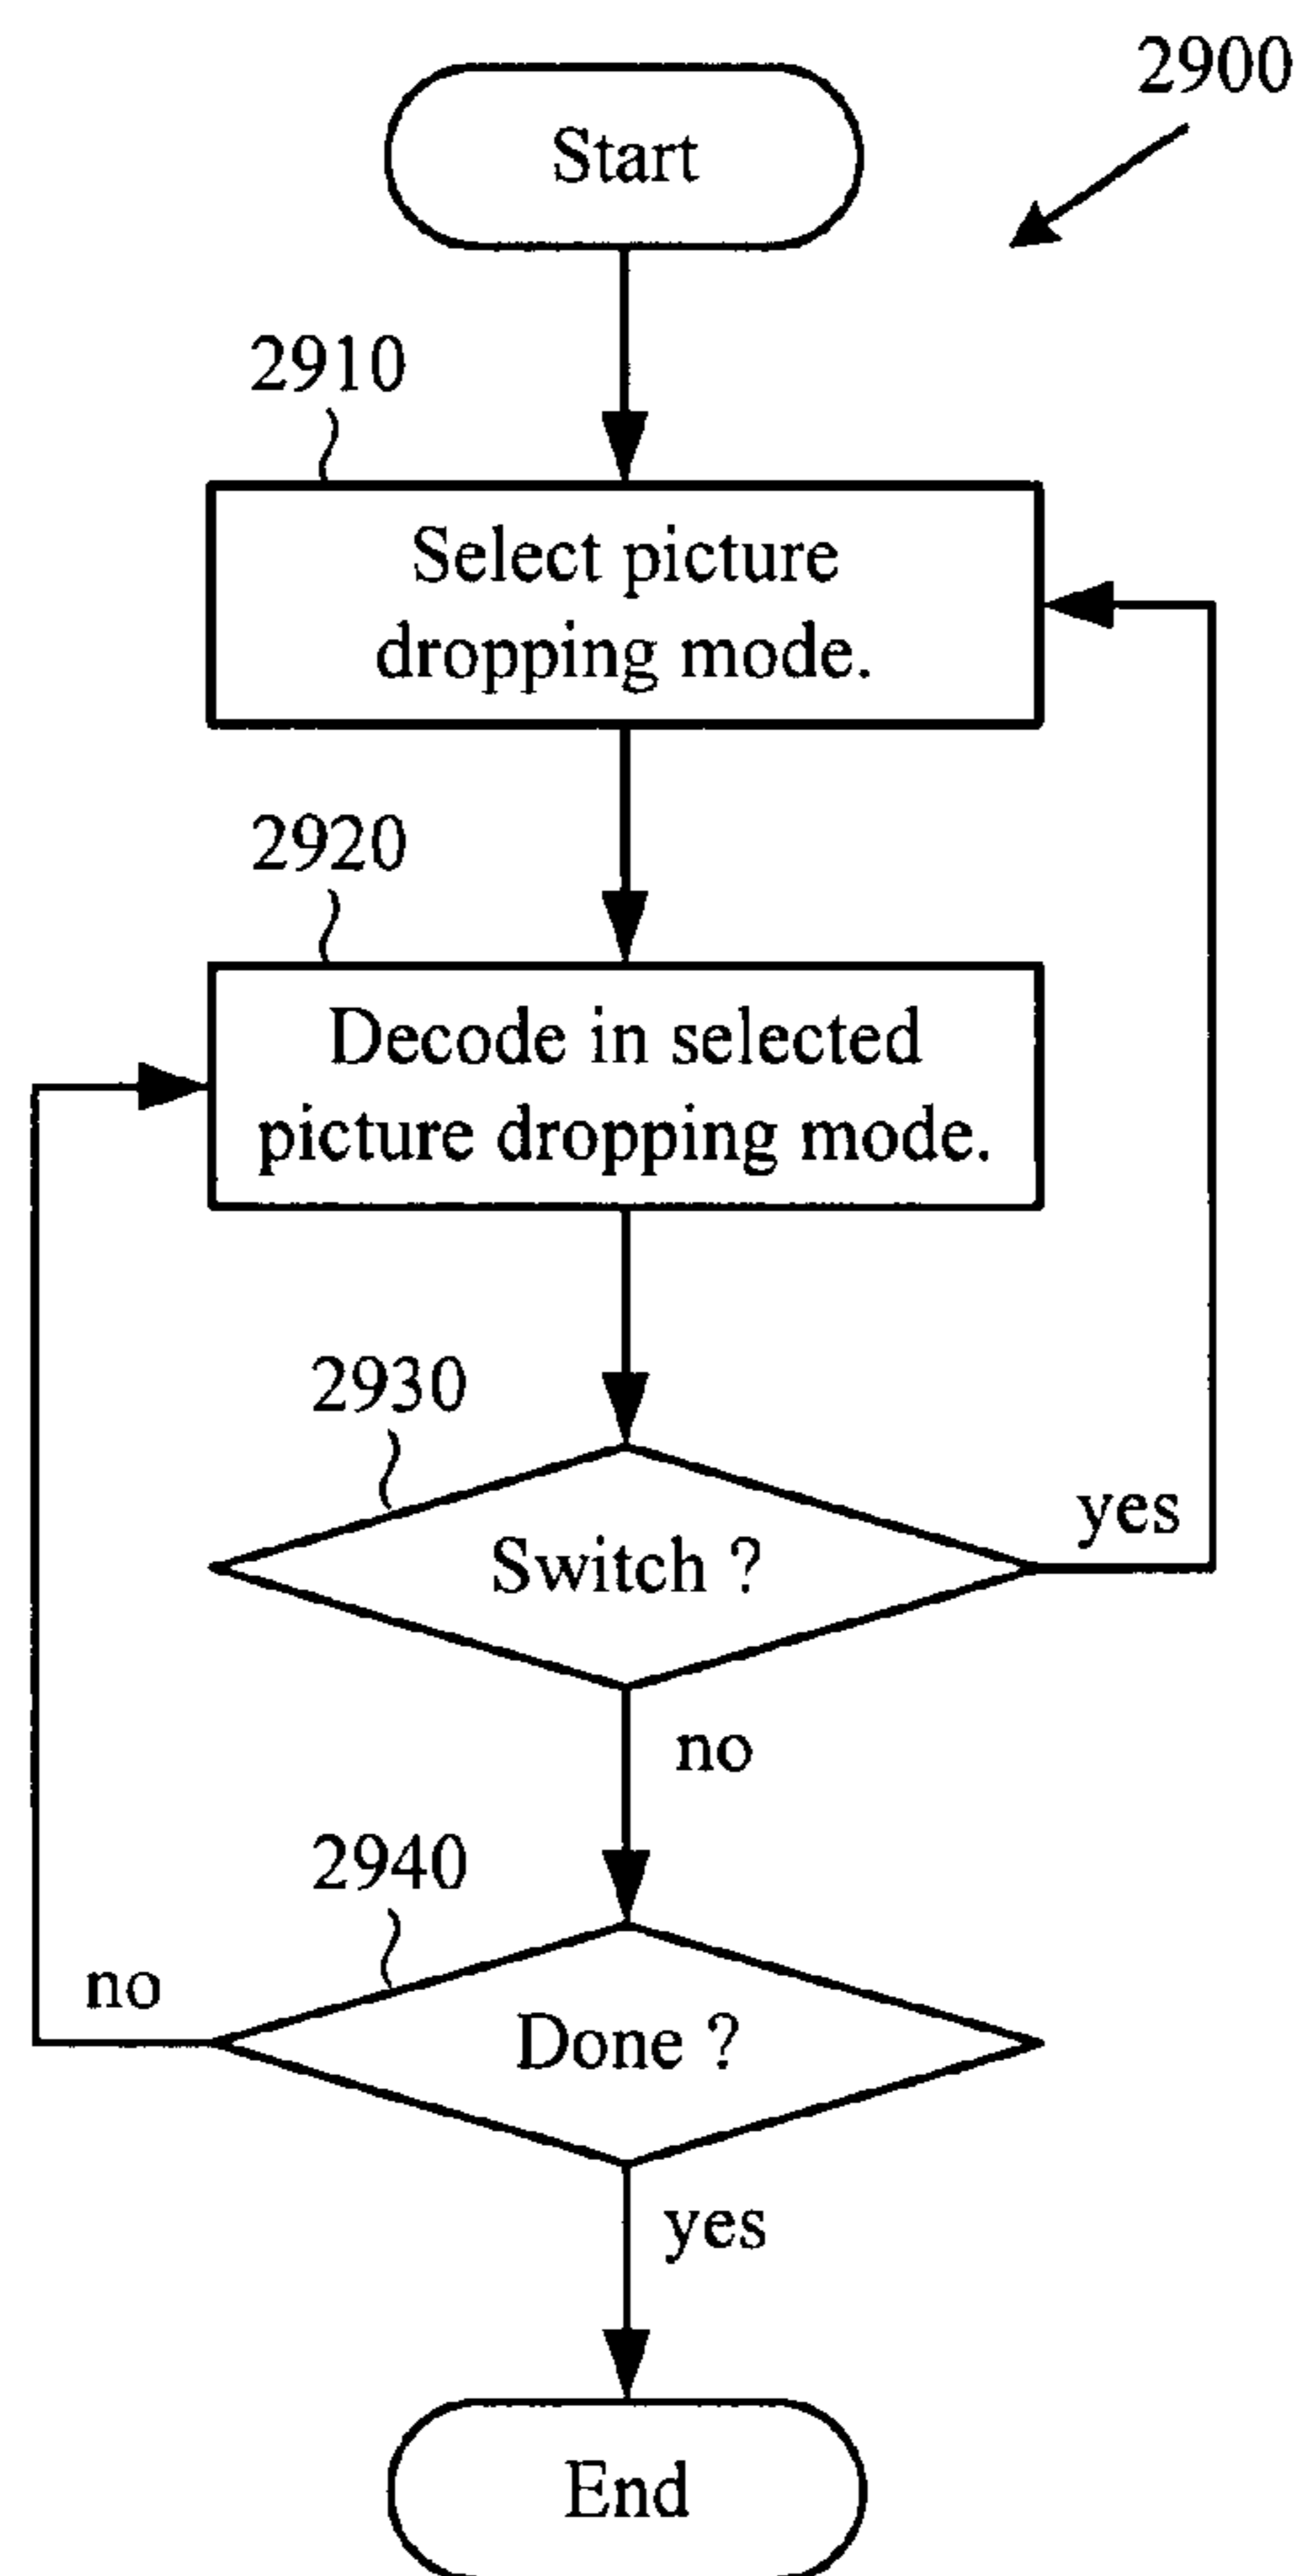 2900
Start
2910
Select picture
dropping mode.
2920
Decode in selected
picture dropping mode.
2930
Switch ?
yes
no
2940
no
Done ?
yes
End